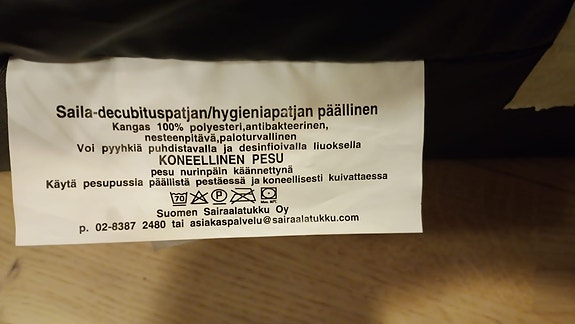 Saila-decubituspatjan/hygieniapatjan päällinen
Kangas 100% polyesteri,antibakteerinen,
nesteenpitävä,paloturvallinen
Voi pyyhkiä puhdistavalla ja desinfioivalla liuoksella
KONEELLINEN PESU
pesu nurinpäin käännettynä
Käytä pesupussia päällistä pestäessä ja koneellisesti kuivattaessa
70 P
Suomen Sairaalatukku Oy
p. 02-8387 2480 tai asiakaspalvelu@sairaalatukku.com